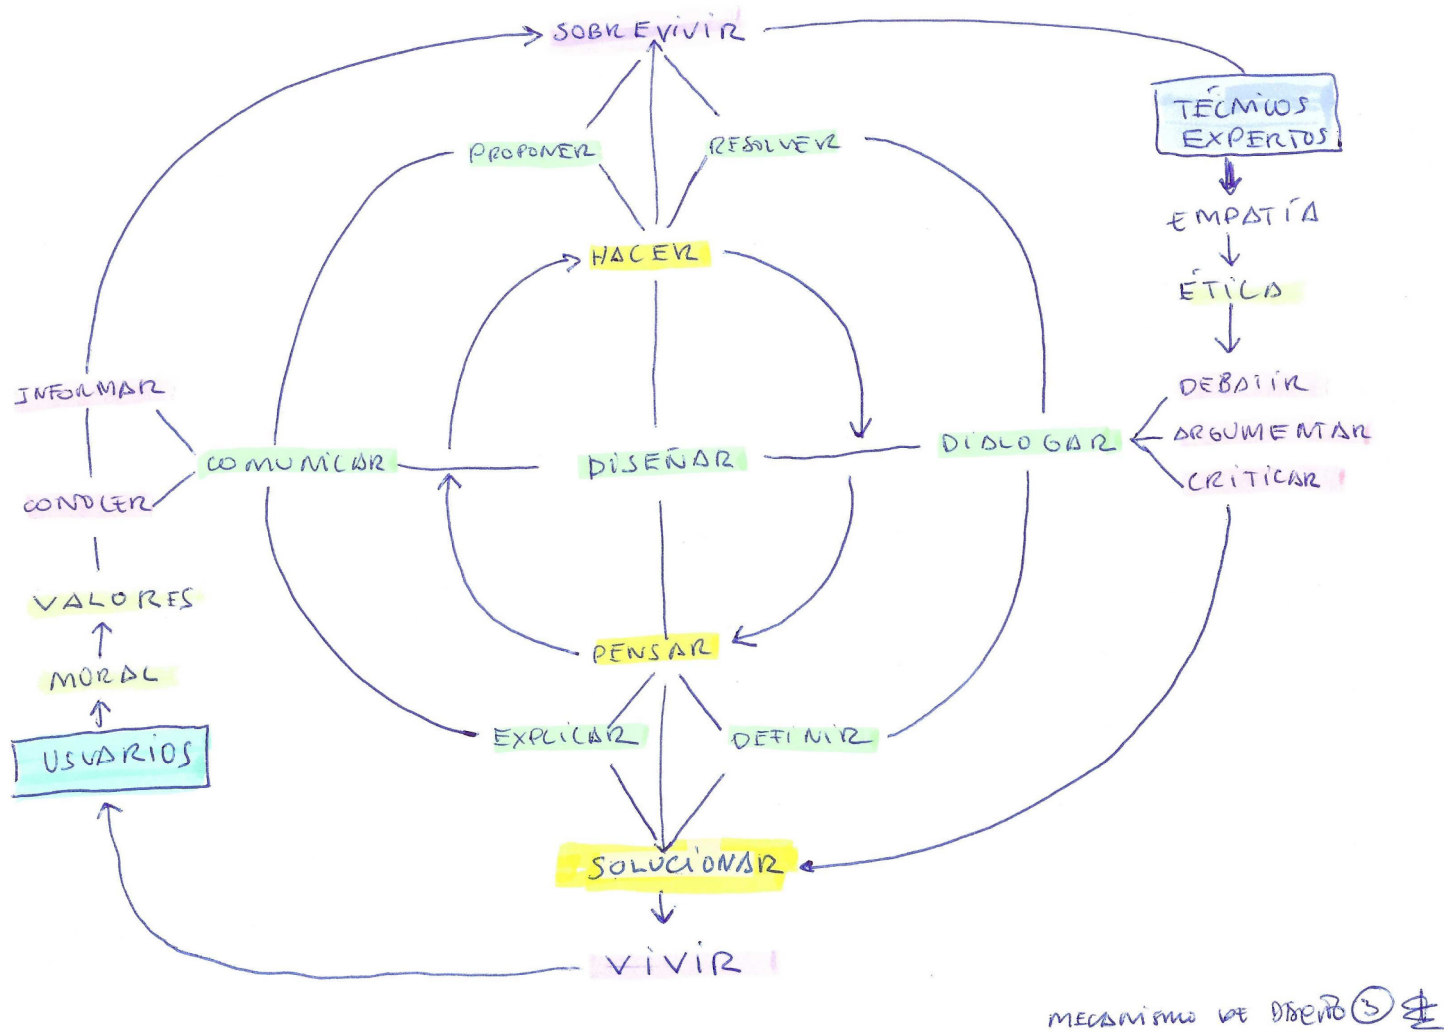 SOBREVIVIR
TÉCNICOS
EXPERTOS
PROPONER
RESOLVER
EMPATÍA
HACER
ÉTICA
INFORMAR
DEBATIR
ARGUMENTAR
CRITICAR
COMUNICAR
DISEÑAR
DIALOGAR
CONOCER
VALORES
PENSAR
MORAL
EXPLICAR
DEFINIR
USUARIOS
SOLUCIONAR
VIVIR
MECANISMO DE DISEÑO 3